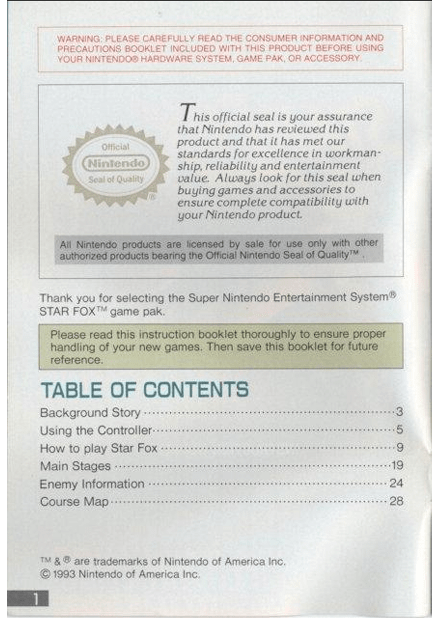 WARNING: PLEASE CAREFULLY READ THE CONSUMER INFORMATION AND
PRECAUTIONS BOOKLET INCLUDED WITH THIS PRODUCT BEFORE USING
YOUR NINTENDO® HARDWARE SYSTEM, GAME PAK, OR ACCESSORY.
Official
Nintendo
Seal of Quality
®
This official seal is your assurance
that Nintendo has reviewed this
product and that it has met our
standards for excellence in workman-
ship, reliability and entertainment
value. Always look for this seal when
buying games and accessories to
ensure complete compatibility with
your Nintendo product.
All Nintendo products are licensed by sale for use only with other
authorized products bearing the Official Nintendo Seal of Quality™.
Thank you for selecting the Super Nintendo Entertainment System®
STAR FOX™ game pak.
Please read this instruction booklet thoroughly to ensure proper
handling of your new games. Then save this booklet for future
reference.
TABLE OF CONTENTS
Background Story 3
Using the Controller 5
How to play Star Fox 9
Main Stages 19
Enemy Information 24
Course Map 28
™ & ® are trademarks of Nintendo of America Inc.
© 1993 Nintendo of America Inc.
1